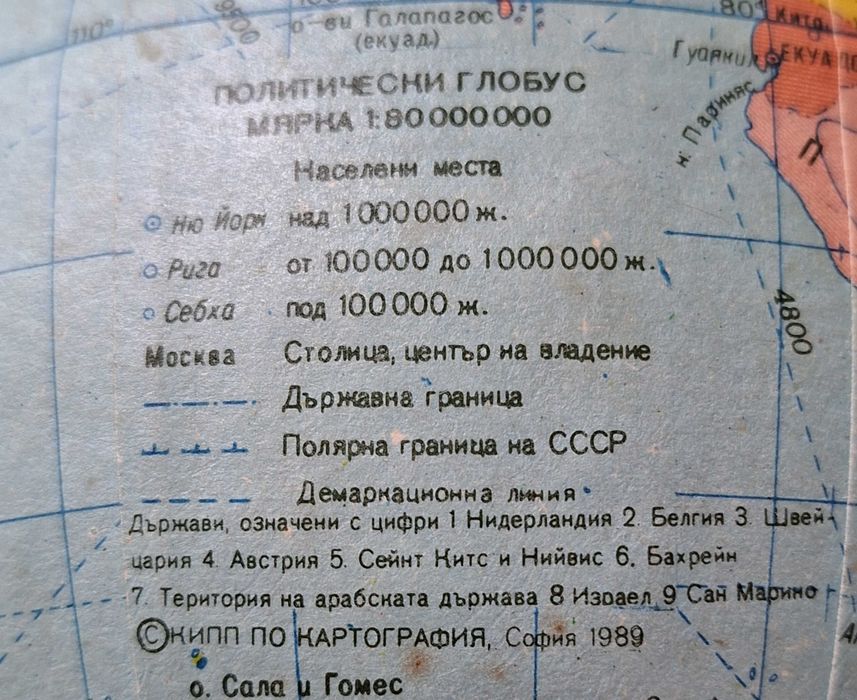 110°
9800
о-ви Галапагос
(екуад.)
80°
Кито
Гуаякил
ЕКУАДО
н. Париняс
П
ПОЛИТИЧЕСКИ ГЛОБУС
МЯРКА 1:80 000 000
Населени места
Ню Йорк над 1 000 000 ж.
Рига от 100 000 до 1 000 000 ж.
Себха под 100 000 ж.
4800
Москва Столица, център на владение
Държавна граница
Полярна граница на СССР
Демаркационна линия
Държави, означени с цифри 1 Нидерландия 2. Белгия 3. Швей-
цария 4 Австрия 5. Сейнт Китс и Нийвис 6. Бахрейн
7. Територия на арабската държава 8 Израел 9 Сан Марино
© КИПП ПО КАРТОГРАФИЯ, София 1989
о. Сала и Гомес